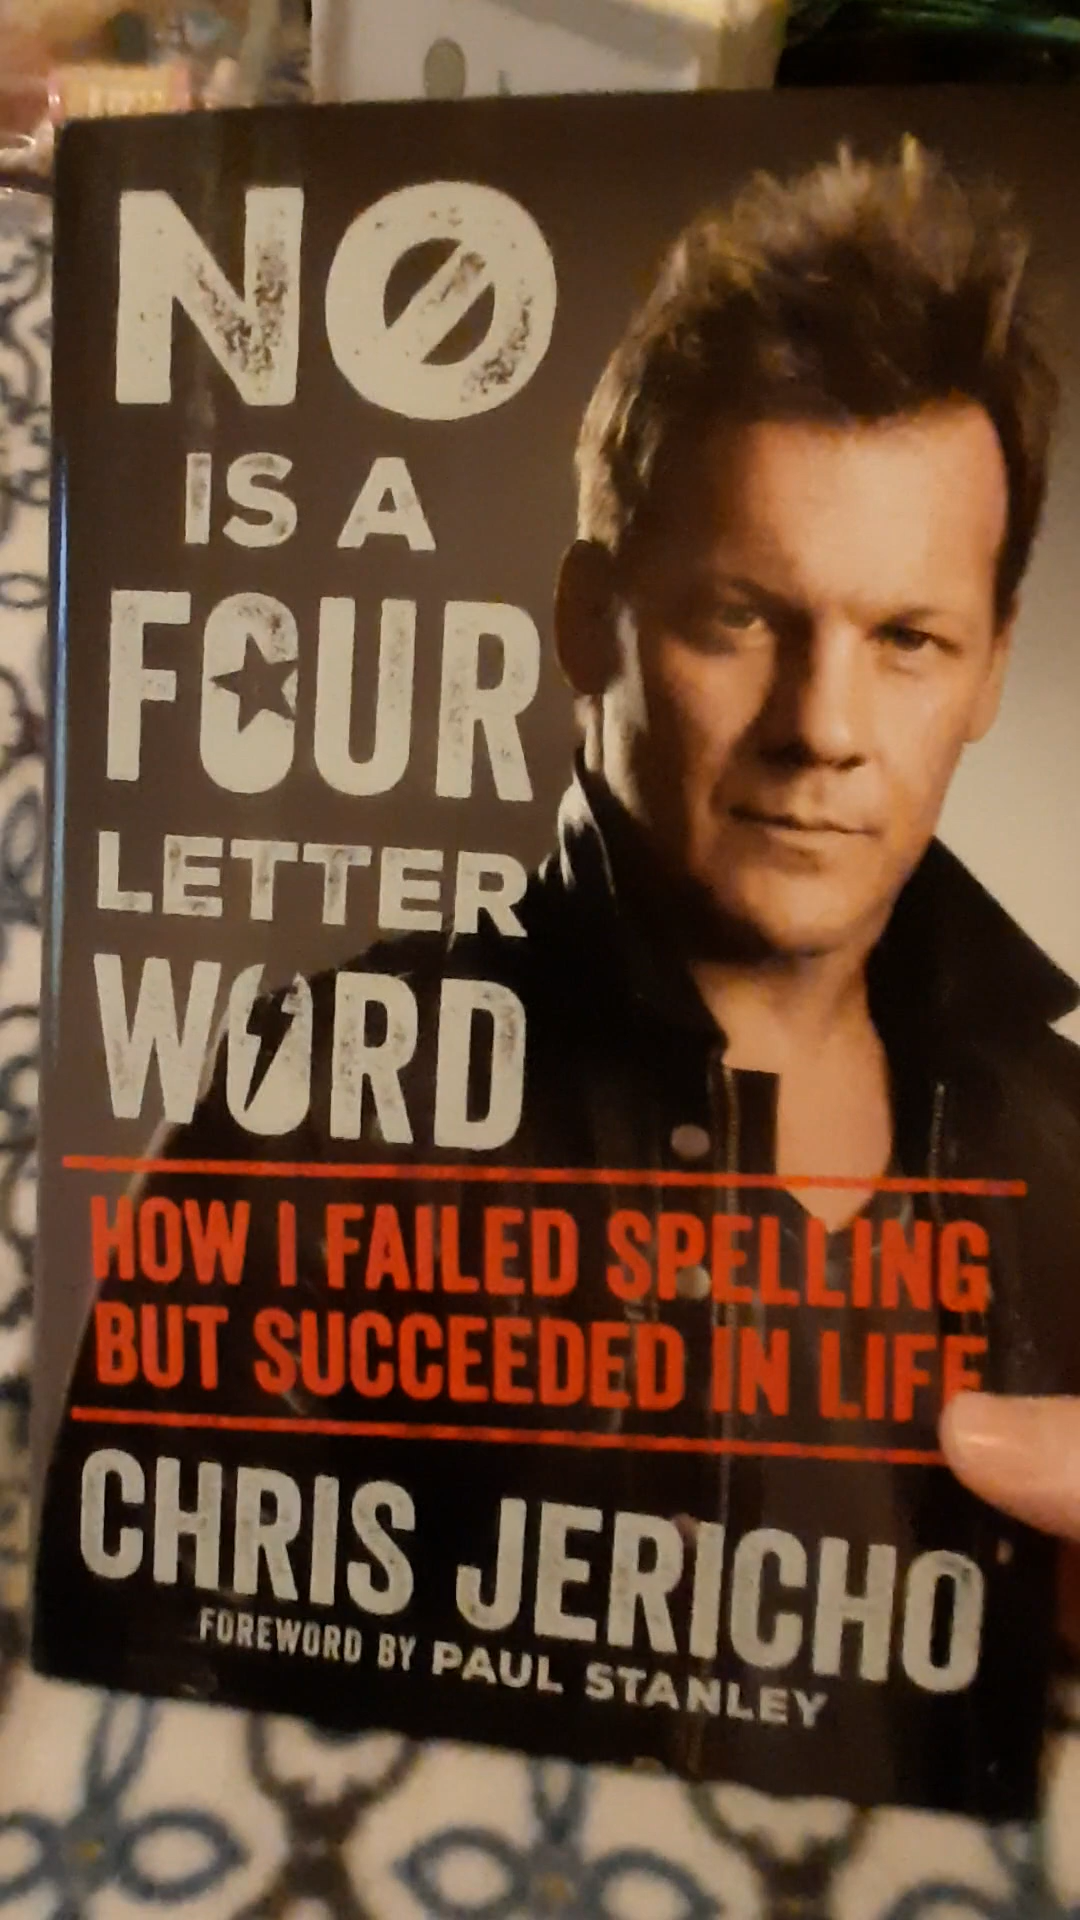 NO
IS A
FOUR
LETTER
WORD
HOW I FAILED SPELLING
BUT SUCCEEDED IN LIFE
CHRIS JERICHO
FOREWORD BY PAUL STANLEY